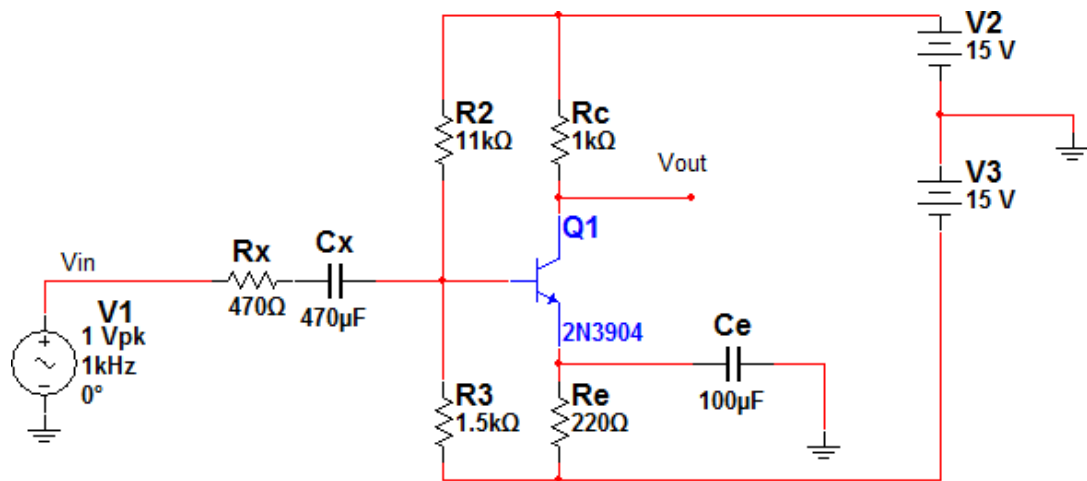 V2
15 V
R2
11kΩ
Rc
1kΩ
Vout
V3
15 V
Q1
Rx
470Ω
Cx
470µF
Vin
V1
1 Vpk
1kHz
0°
2N3904
Ce
100µF
R3
1.5kΩ
Re
220Ω